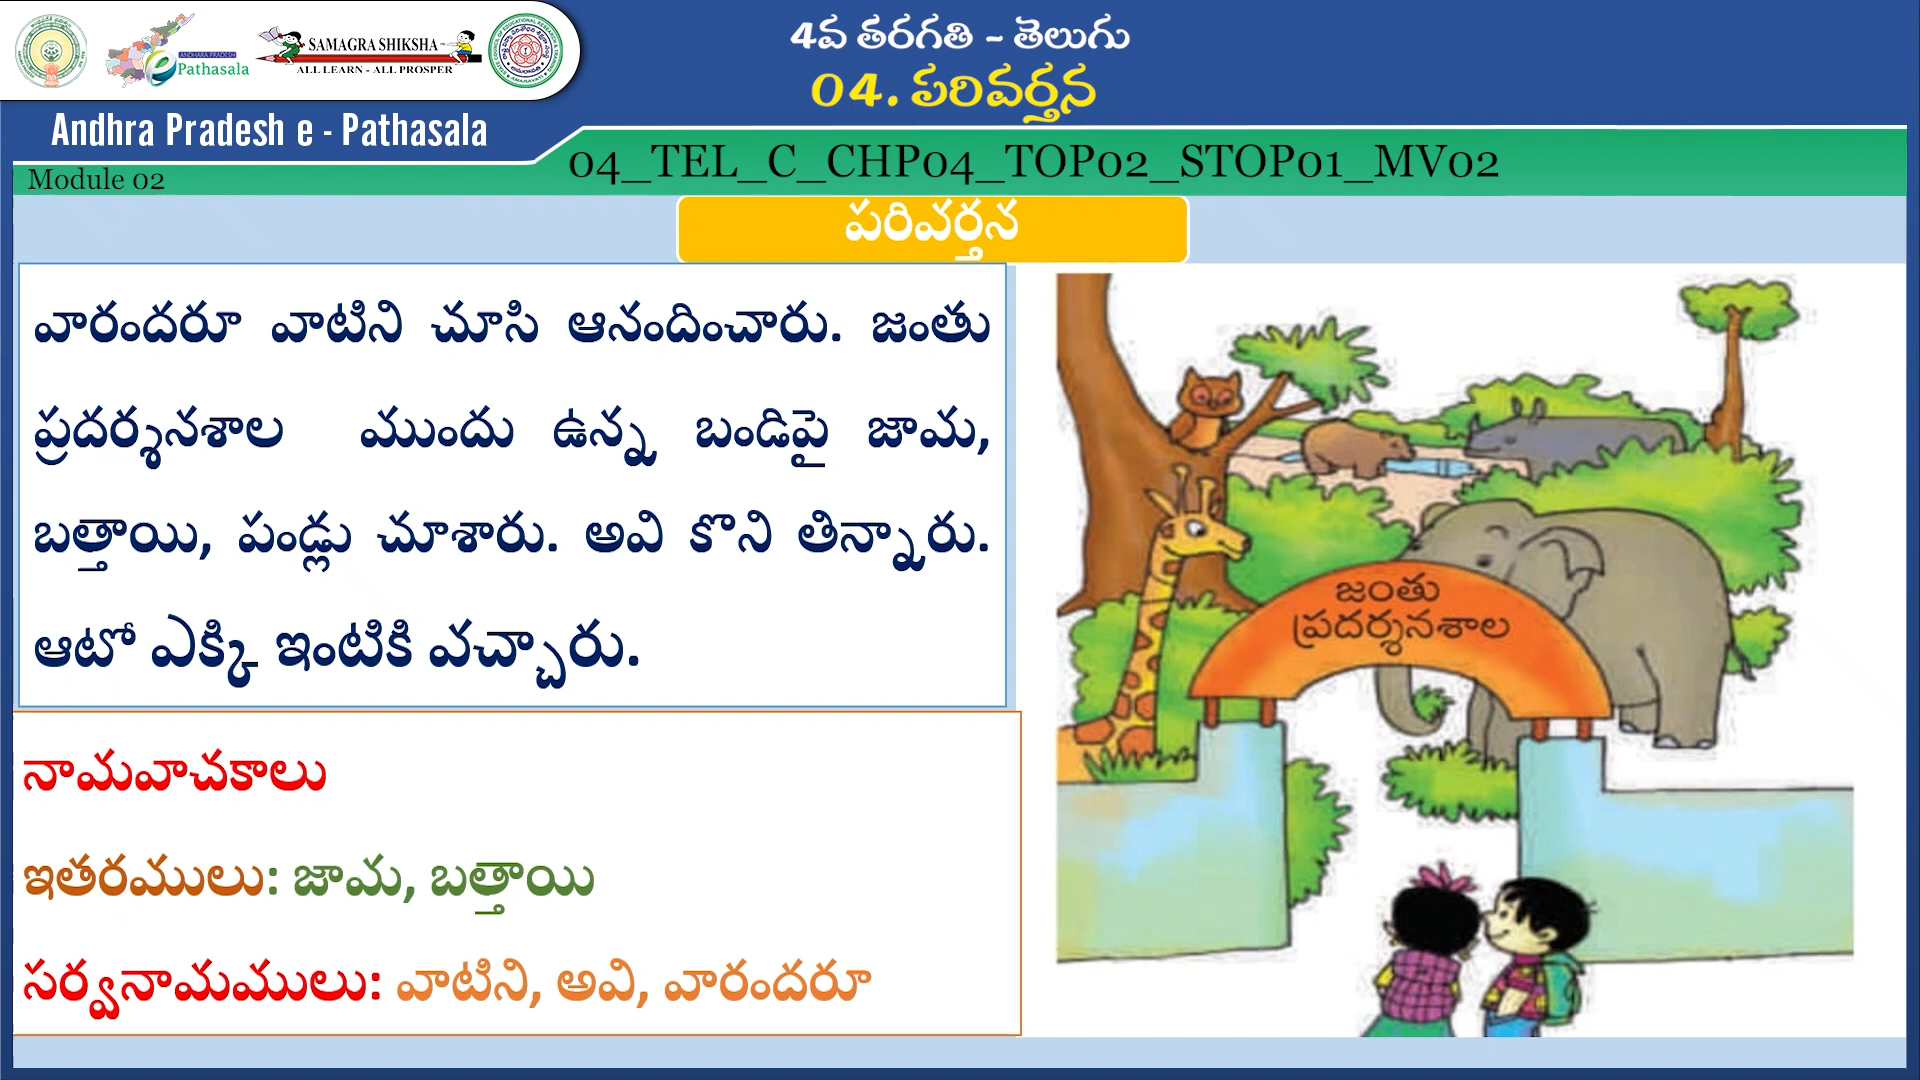 ANDHRA PRADESH
e Pathasala
SAMAGRA SHIKSHA
ALL LEARN - ALL PROSPER
4వ తరగతి - తెలుగు
04. పరివర్తన
Andhra Pradesh e - Pathasala
Module 02
04_TEL_C_CHP04_TOP02_STOP01_MV02
పరివర్తన
వారందరూ వాటిని చూసి ఆనందించారు. జంతు
ప్రదర్శనశాల ముందు ఉన్న బండిపై జామ,
బత్తాయి, పండ్లు చూశారు. అవి కొని తిన్నారు.
ఆటో ఎక్కి ఇంటికి వచ్చారు.
నామవాచకాలు
ఇతరములు: జామ, బత్తాయి
సర్వనామములు: వాటిని, అవి, వారందరూ
జంతు
ప్రదర్శనశాల